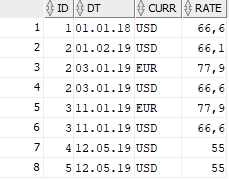 ID DT CURR RATE
1 1 01.01.18 USD 66,6
2 2 01.01.19 USD 66,1
3 2 03.01.19 EUR 77,9
4 2 03.01.19 USD 66,6
5 3 11.01.19 EUR 77,9
6 3 11.01.19 USD 66,6
7 4 12.05.19 USD 55
8 5 12.05.19 USD 55